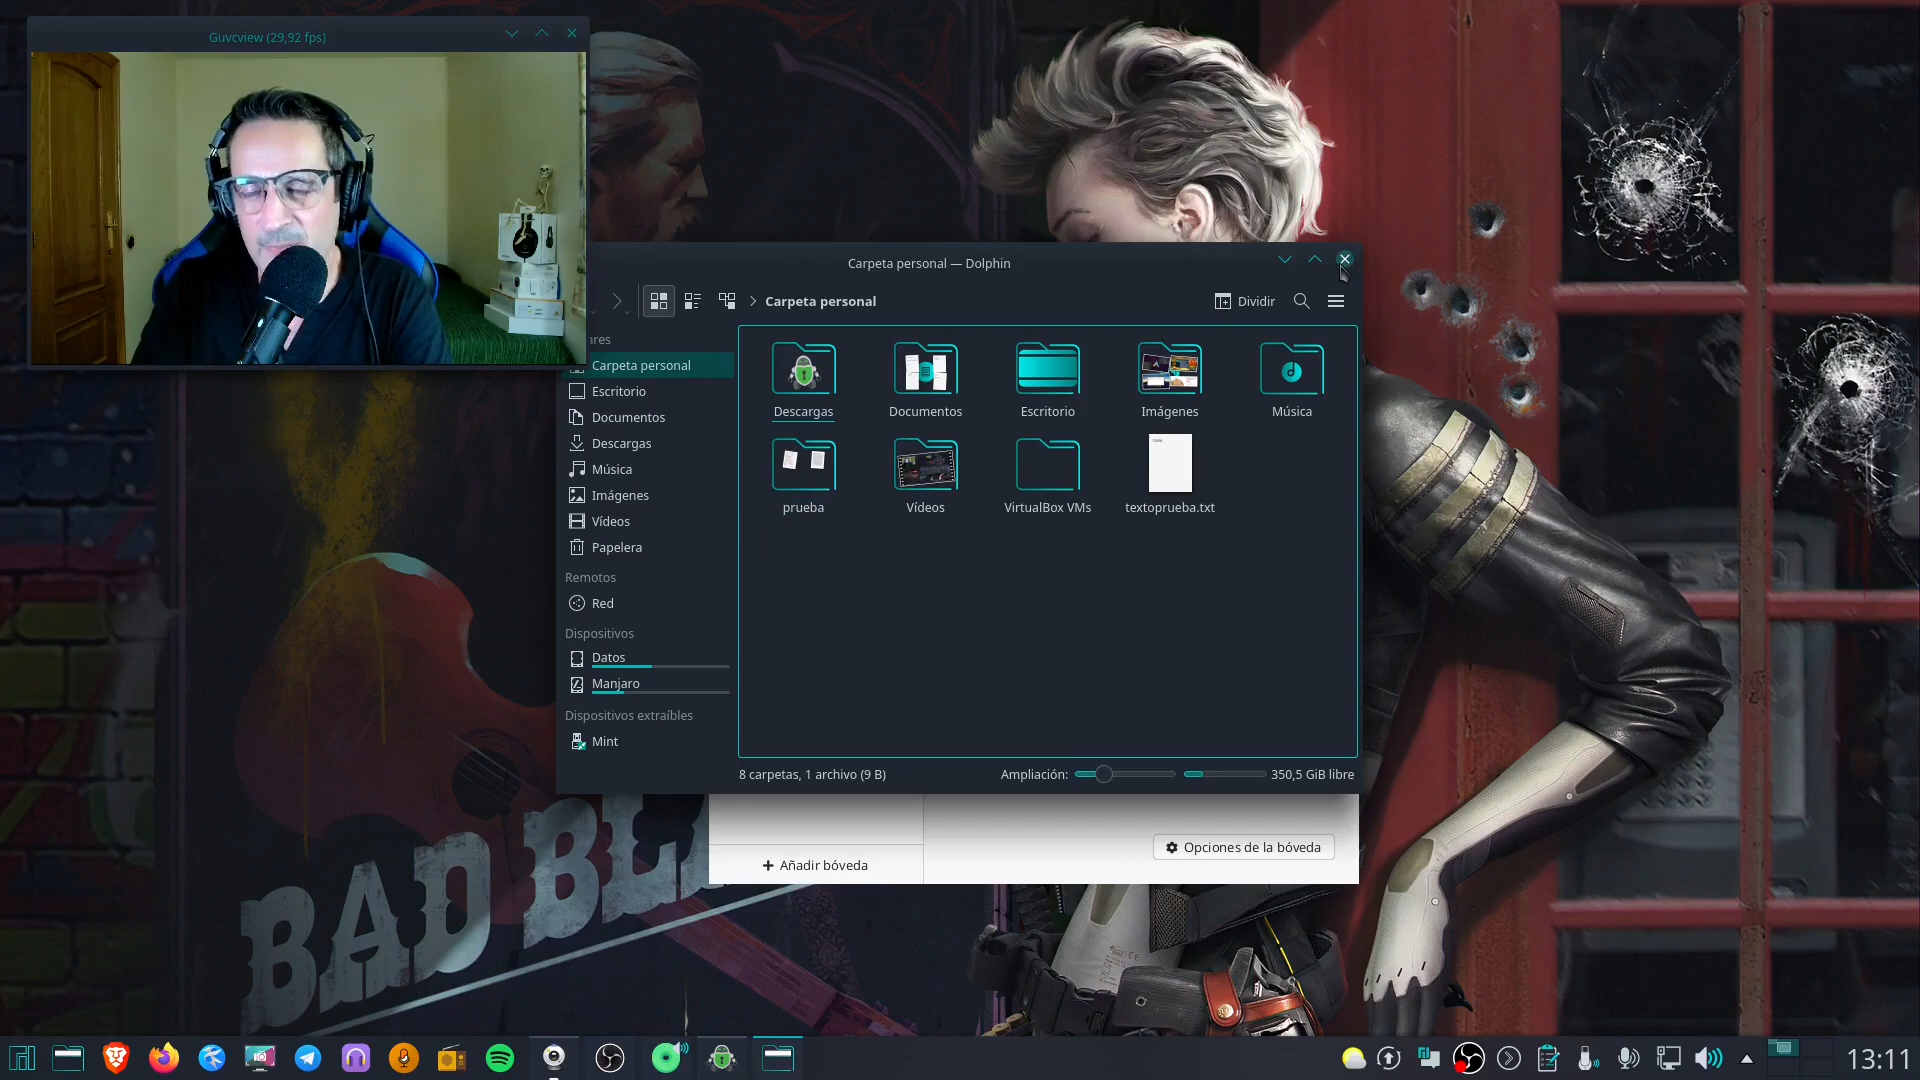 Guvcview (29,92 fps)
Carpeta personal — Dolphin
Carpeta personal
Dividir
ares
Carpeta personal
Escritorio
Documentos
Descargas
Música
Imágenes
Vídeos
Papelera
Remotos
Red
Dispositivos
Datos
Manjaro
Dispositivos extraíbles
Mint
Descargas
Documentos
Escritorio
Imágenes
Música
prueba
Vídeos
VirtualBox VMs
textoprueba.txt
8 carpetas, 1 archivo (9 B)
Ampliación:
350,5 GiB libre
Añadir bóveda
Opciones de la bóveda
BAD BL
13:11